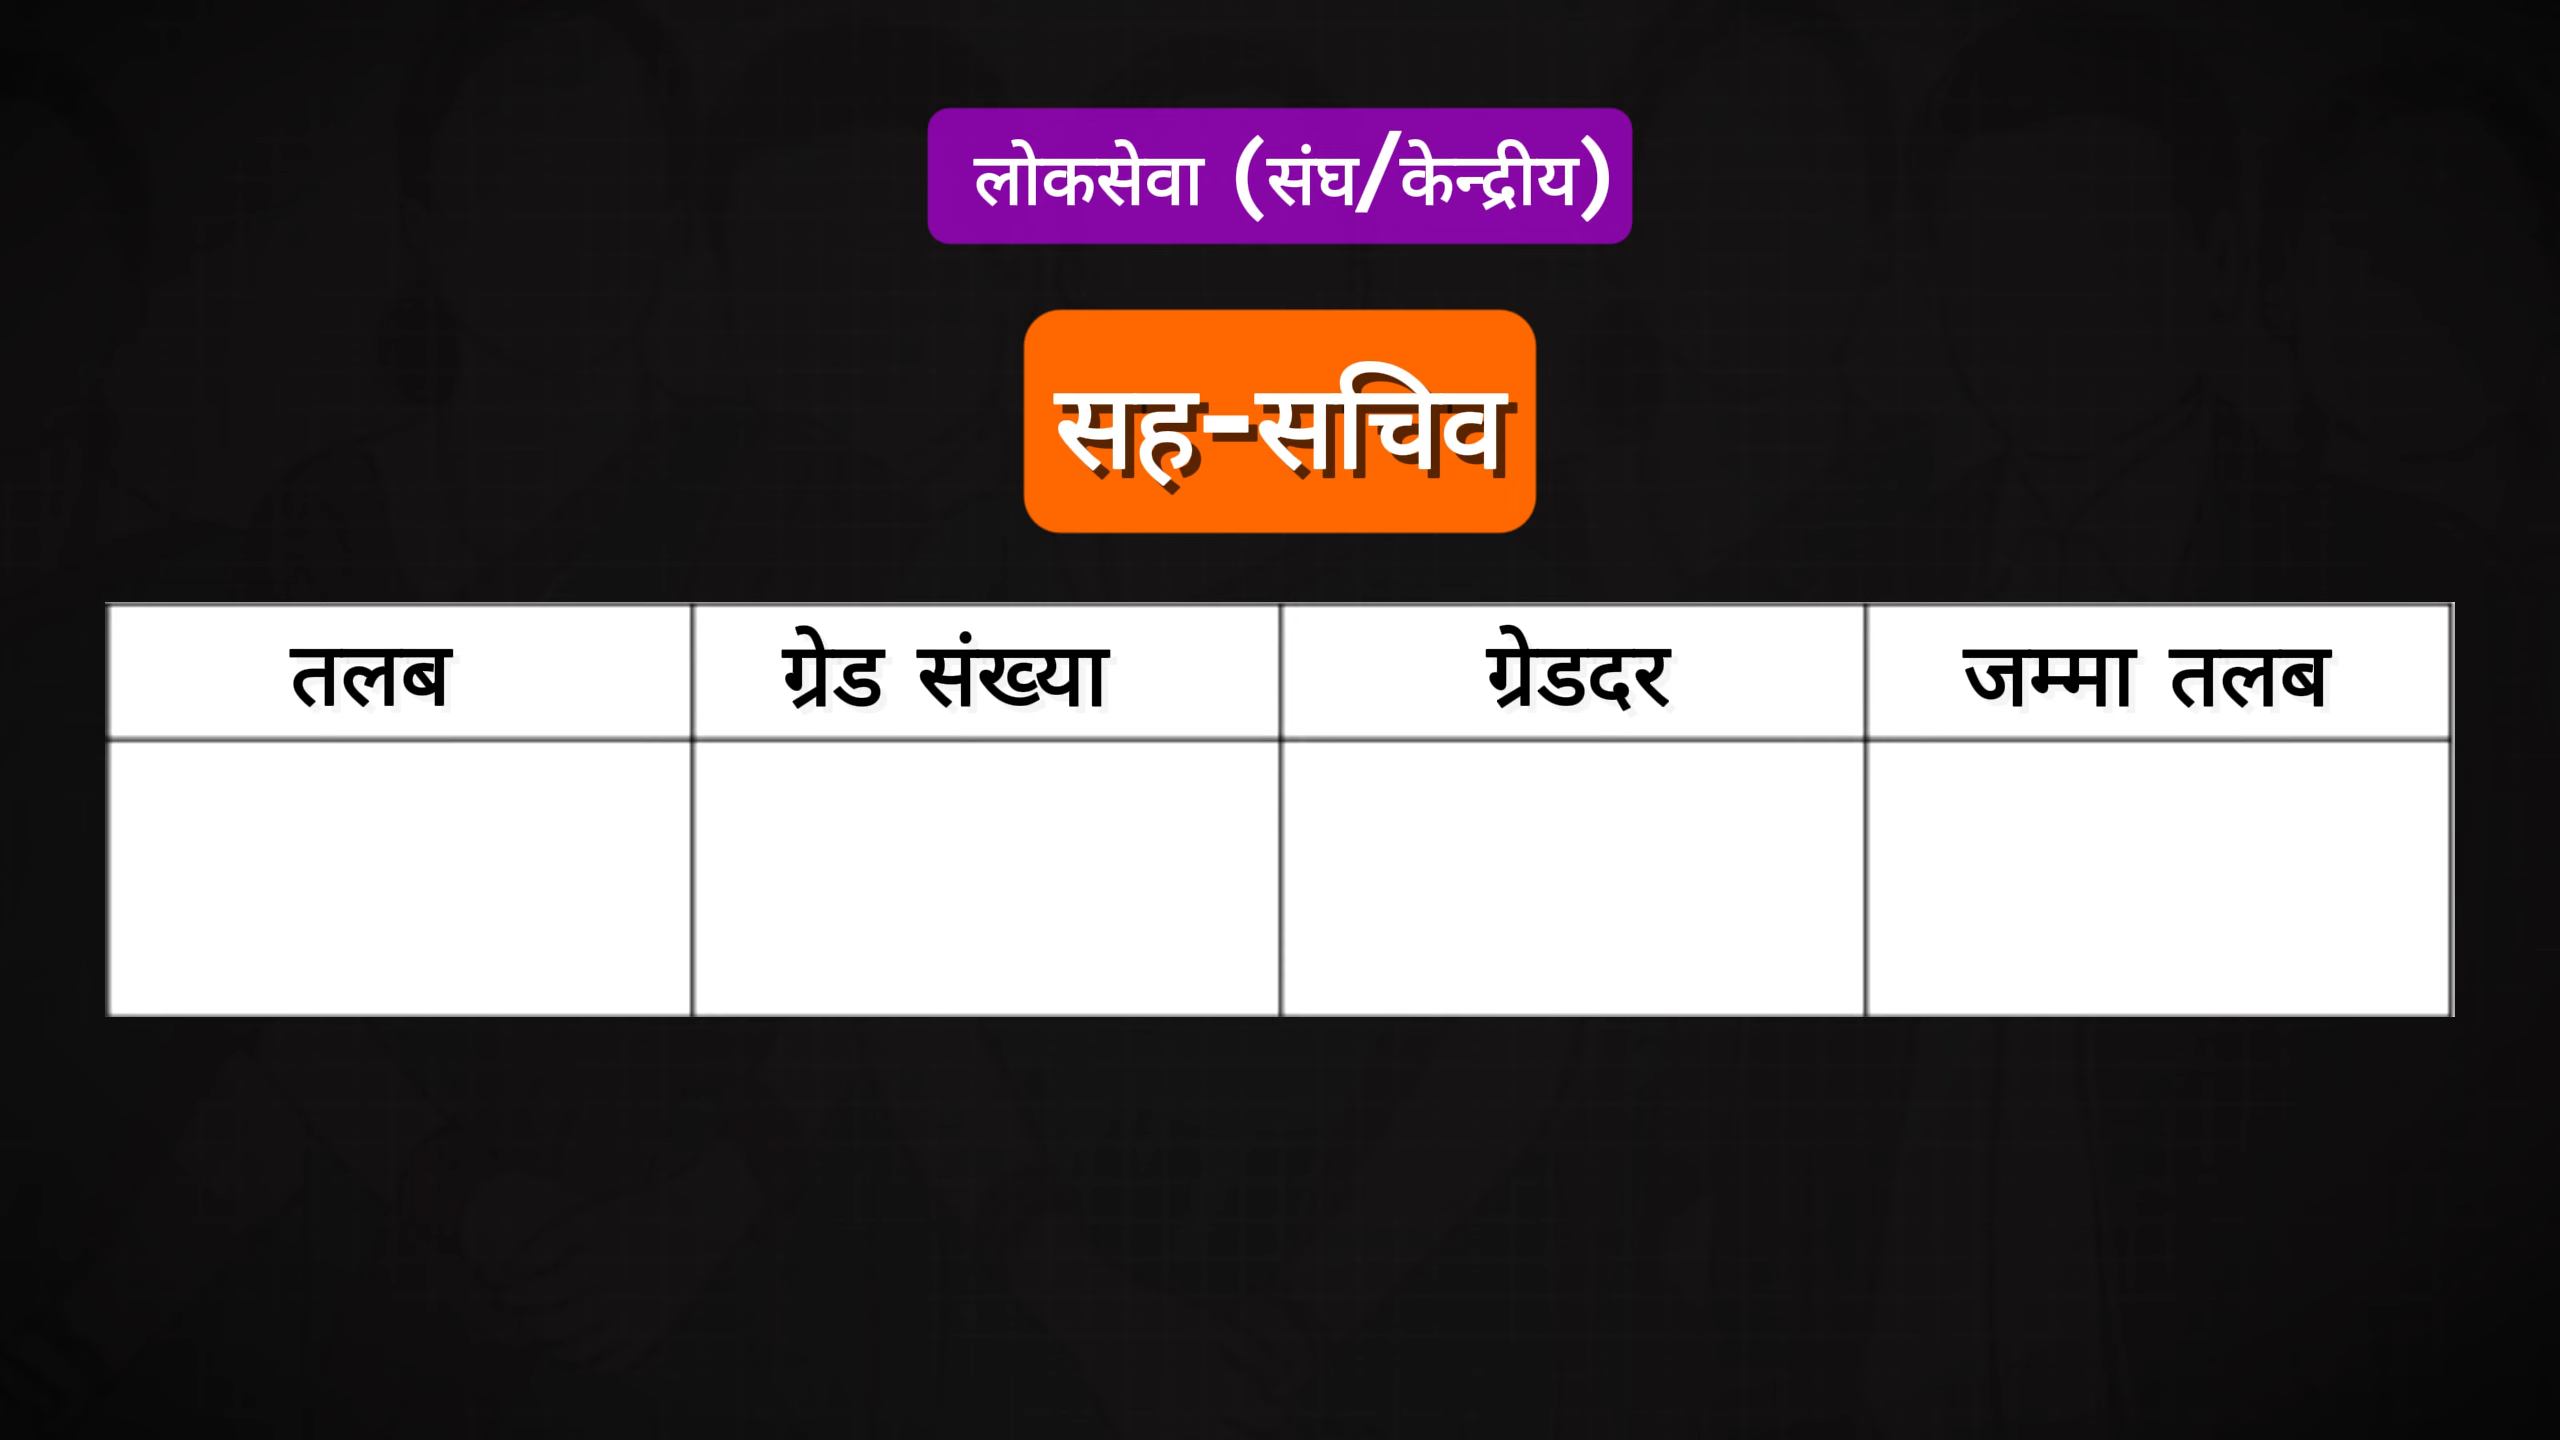 लोकसेवा (संघ/केन्द्रीय)
सह-सचिव
तलब ग्रेड संख्या ग्रेडदर जम्मा तलब